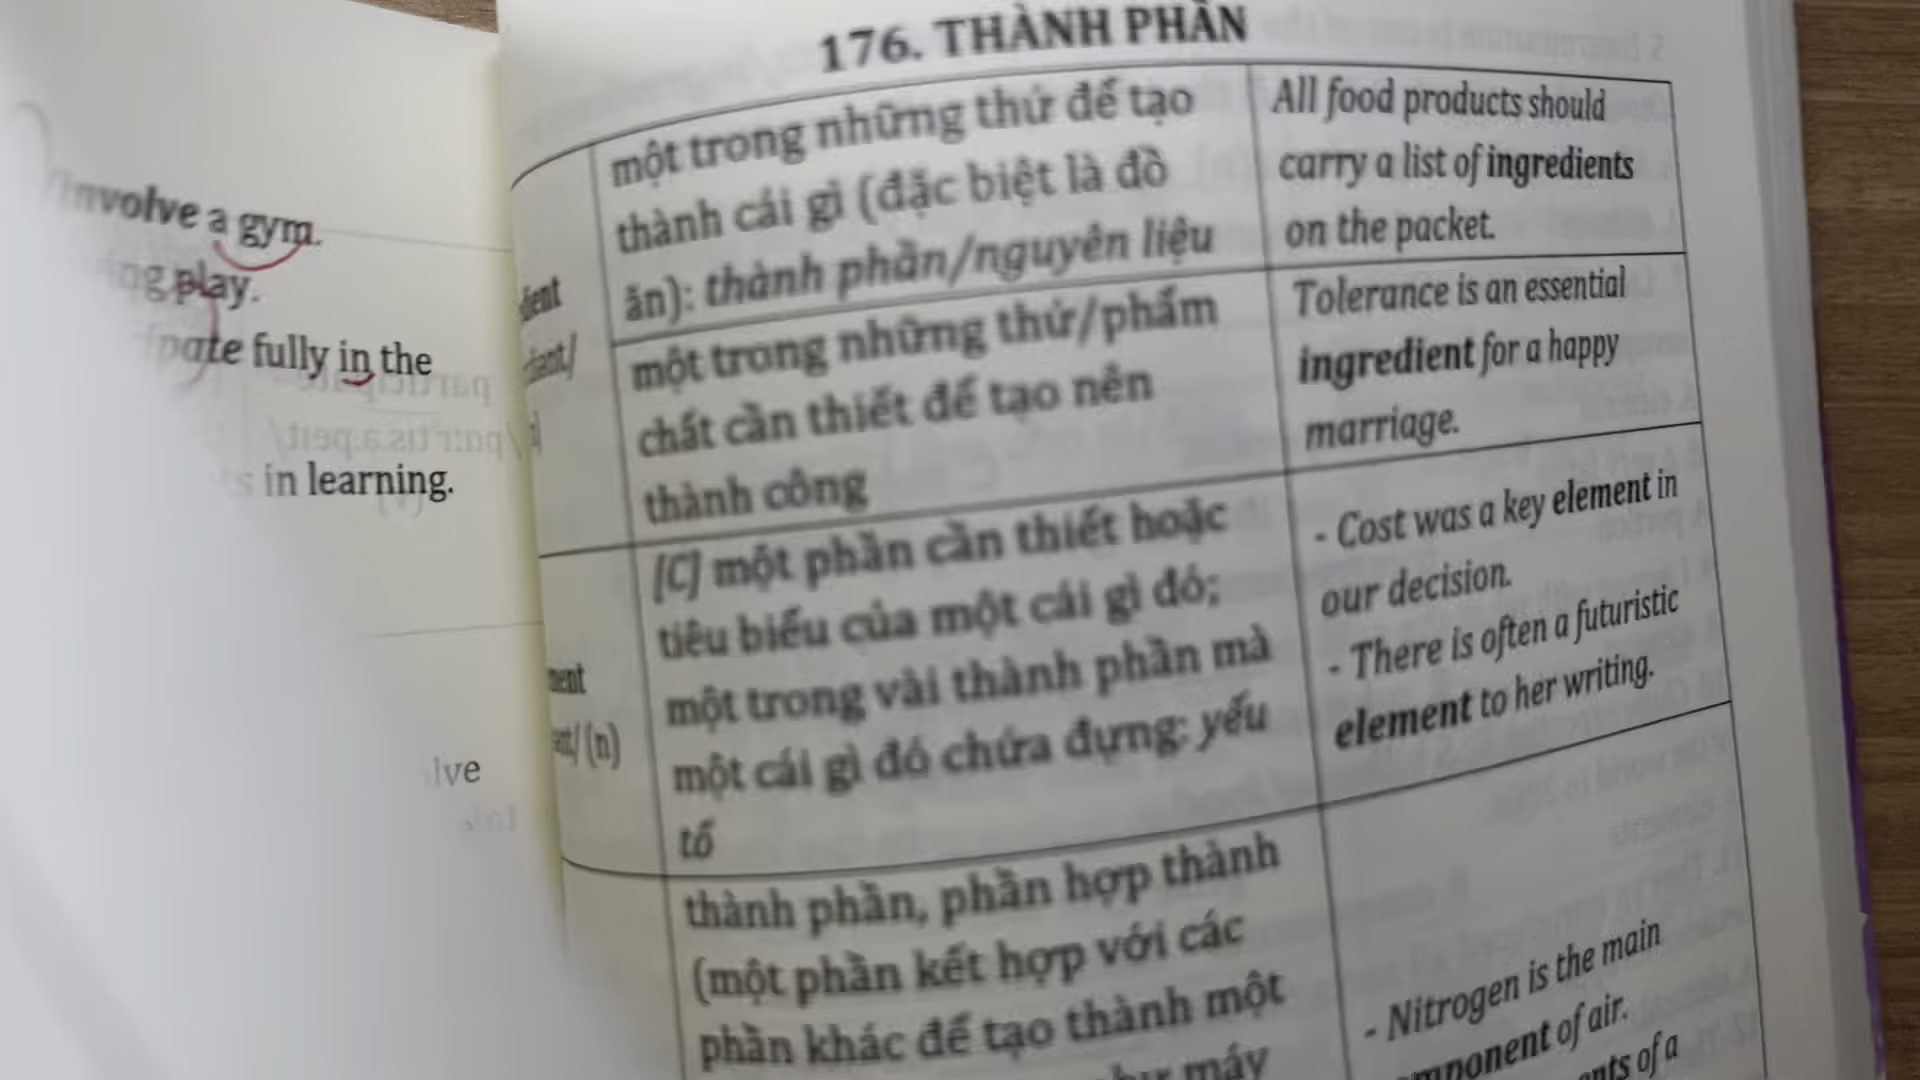 involve a gym.
play.
fully in the
in learning.
176. THÀNH PHẦN
một trong những thứ để tạo
thành cái gì (đặc biệt là đồ
ăn): thành phần/nguyên liệu
All food products should
carry a list of ingredients
on the packet.
một trong những thứ/phẩm
chất cần thiết để tạo nên
thành công
Tolerance is an essential
ingredient for a happy
marriage.
(n)
[C] một phần cần thiết hoặc
tiêu biểu của một cái gì đó;
một trong vài thành phần mà
một cái gì đó chứa đựng: yếu
tố
- Cost was a key element in
our decision.
- There is often a futuristic
element to her writing.
thành phần, phần hợp thành
(một phần kết hợp với các
phần khác để tạo thành một
máy
- Nitrogen is the main
of air.
of a